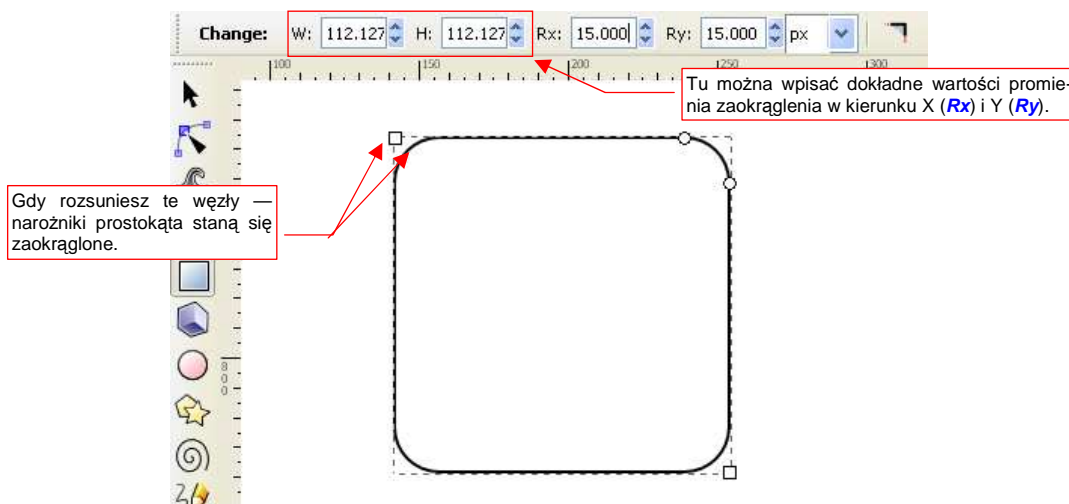 Change: W: 112.127 H: 112.127 Rx: 15.000 Ry: 15.000 px
100 150 200 250 300
Tu można wpisać dokładne wartości promie-
nia zaokrąglenia w kierunku X (Rx) i Y (Ry).
Gdy rozsuniesz te węzły —
narożniki prostokąta staną się
zaokrąglone.
800